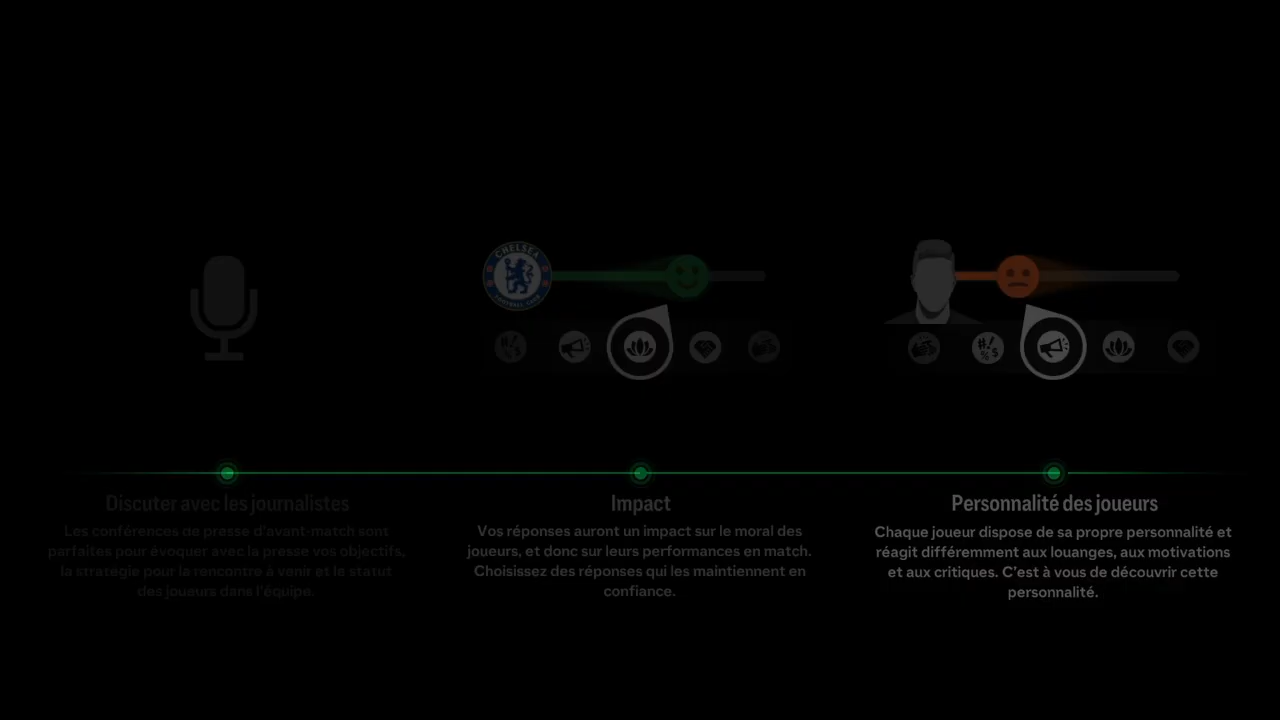 CHELSEA
FOOTBALL CLUB
Discuter avec les journalistes
Les conférences de presse d'avant-match sont
parfaites pour évoquer avec la presse vos objectifs,
la stratégie pour la rencontre à venir et le statut
des joueurs dans l'équipe.
Impact
Vos réponses auront un impact sur le moral des
joueurs, et donc sur leurs performances en match.
Choisissez des réponses qui les maintiennent en
confiance.
Personnalité des joueurs
Chaque joueur dispose de sa propre personnalité et
réagit différemment aux louanges, aux motivations
et aux critiques. C'est à vous de découvrir cette
personnalité.